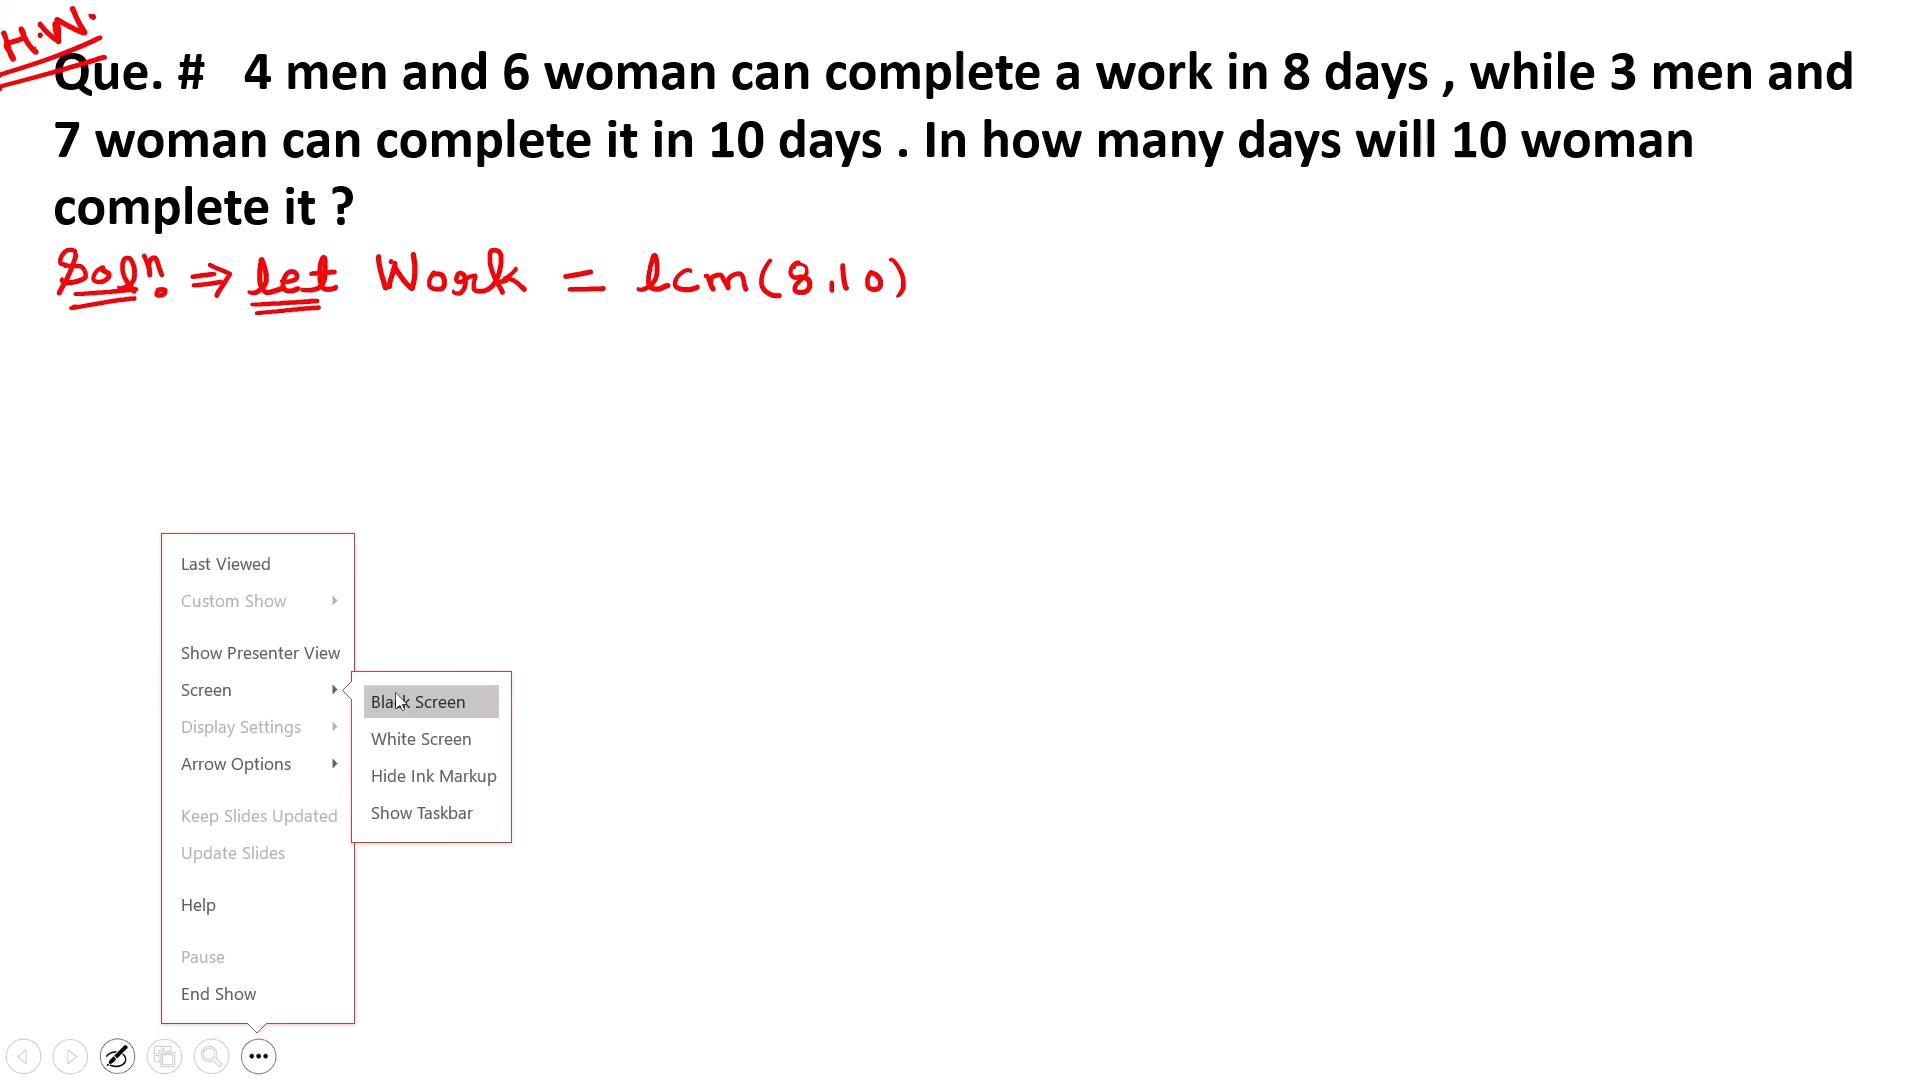 H.W.
Que. # 4 men and 6 woman can complete a work in 8 days , while 3 men and
7 woman can complete it in 10 days . In how many days will 10 woman
complete it ?
Soln. ⇒ let Work = lcm(8,10)
Last Viewed
Custom Show
Show Presenter View
Screen
Black Screen
Display Settings
White Screen
Arrow Options
Hide Ink Markup
Keep Slides Updated
Show Taskbar
Update Slides
Help
Pause
End Show